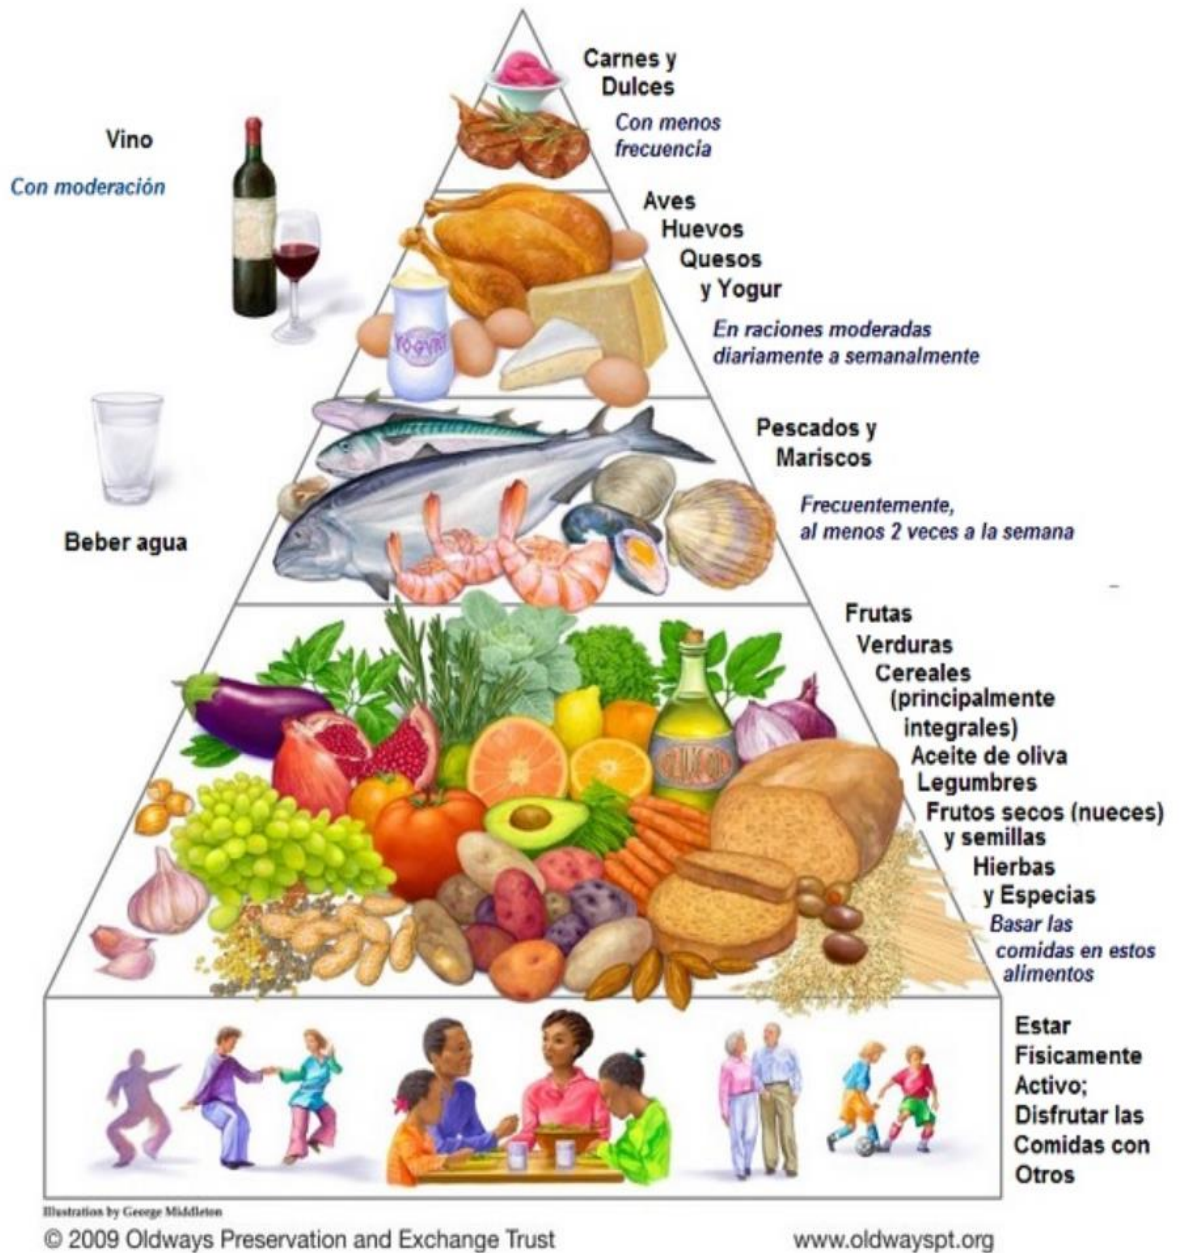 Carnes y
Dulces
Con menos
frecuencia
Vino
Con moderación
Aves
Huevos
Quesos
y Yogur
En raciones moderadas
diariamente a semanalmente
YOGURT
Pescados y
Mariscos
Frecuentemente,
al menos 2 veces a la semana
Beber agua
Frutas
Verduras
Cereales
(principalmente
integrales)
Aceite de oliva
Legumbres
Frutos secos (nueces)
y semillas
Hierbas
y Especias
Basar las
comidas en estos
alimentos
Estar
Físicamente
Activo;
Disfrutar las
Comidas con
Otros
Illustration by George Middleton
© 2009 Oldways Preservation and Exchange Trust
www.oldwayspt.org